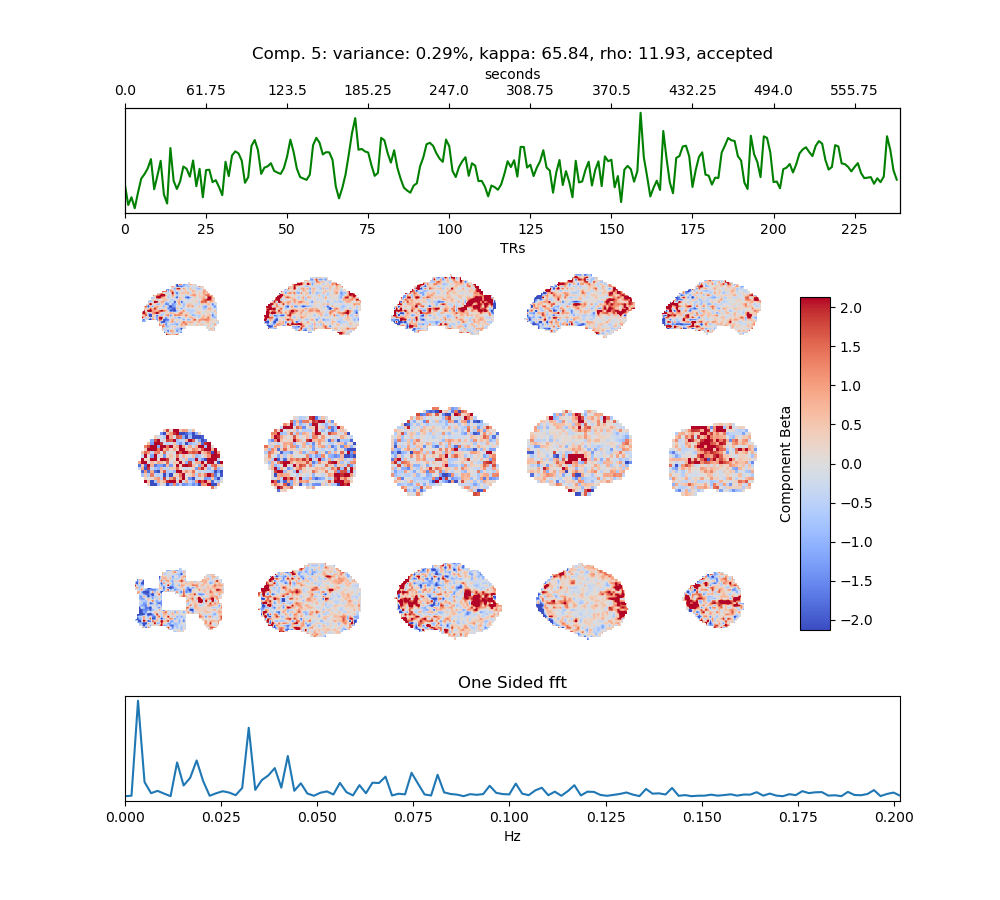 Comp. 5: variance: 0.29%, kappa: 65.84, rho: 11.93, accepted
seconds
0.0 61.75 123.5 185.25 247.0 308.75 370.5 432.25 494.0 555.75
0 25 50 75 100 125 150 175 200 225
TRs
2.0
1.5
1.0
0.5
0.0
−0.5
−1.0
−1.5
−2.0
Component Beta
One Sided fft
0.000 0.025 0.050 0.075 0.100 0.125 0.150 0.175 0.200
Hz